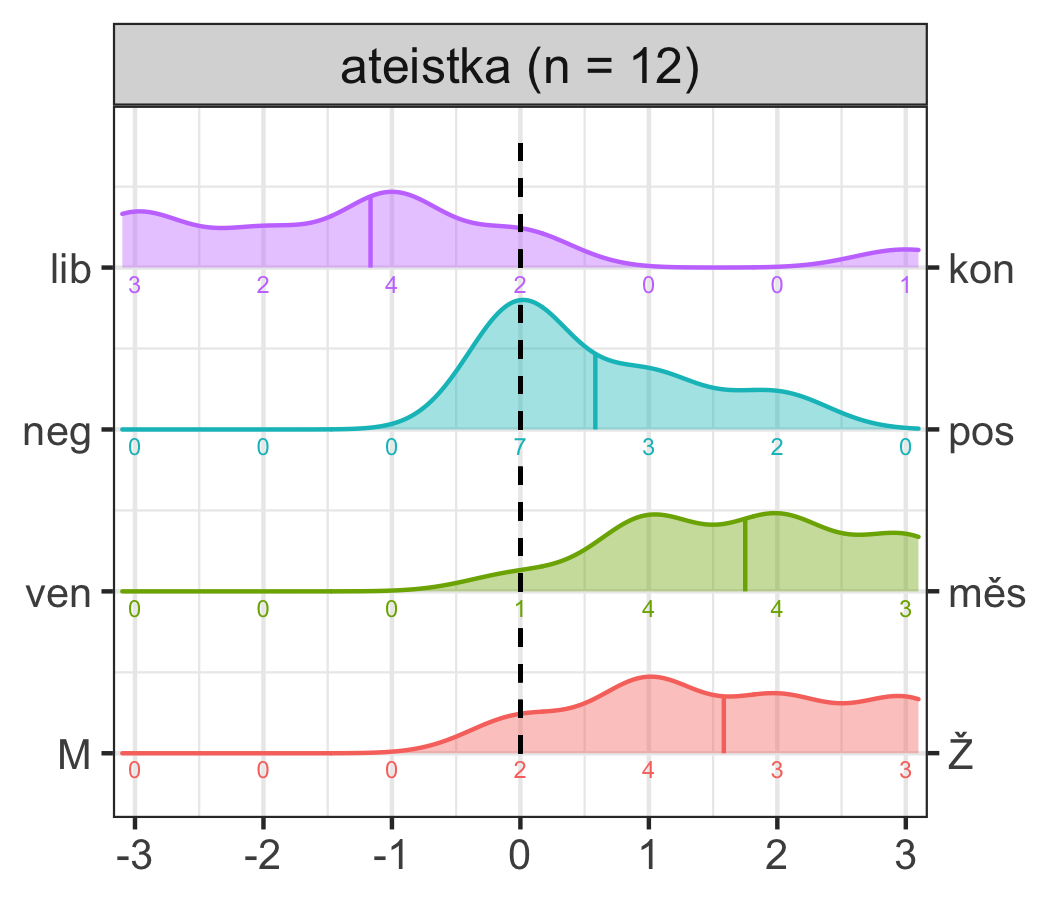 ateistka (n = 12)
lib kon
3 2 4 2 0 0 1
neg pos
0 0 0 7 3 2 0
ven měs
0 0 0 1 4 4 3
M Ž
0 0 0 2 4 3 3
-3 -2 -1 0 1 2 3